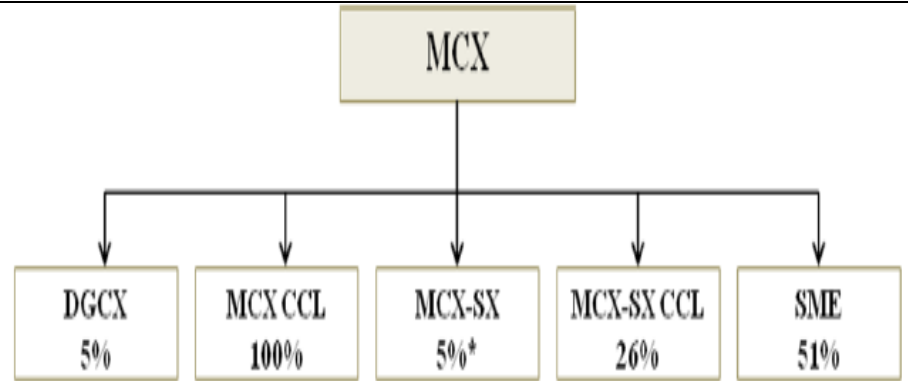 MCX
DGCX
5%
MCX CCL
100%
MCX-SX
5%*
MCX-SX CCL
26%
SME
51%